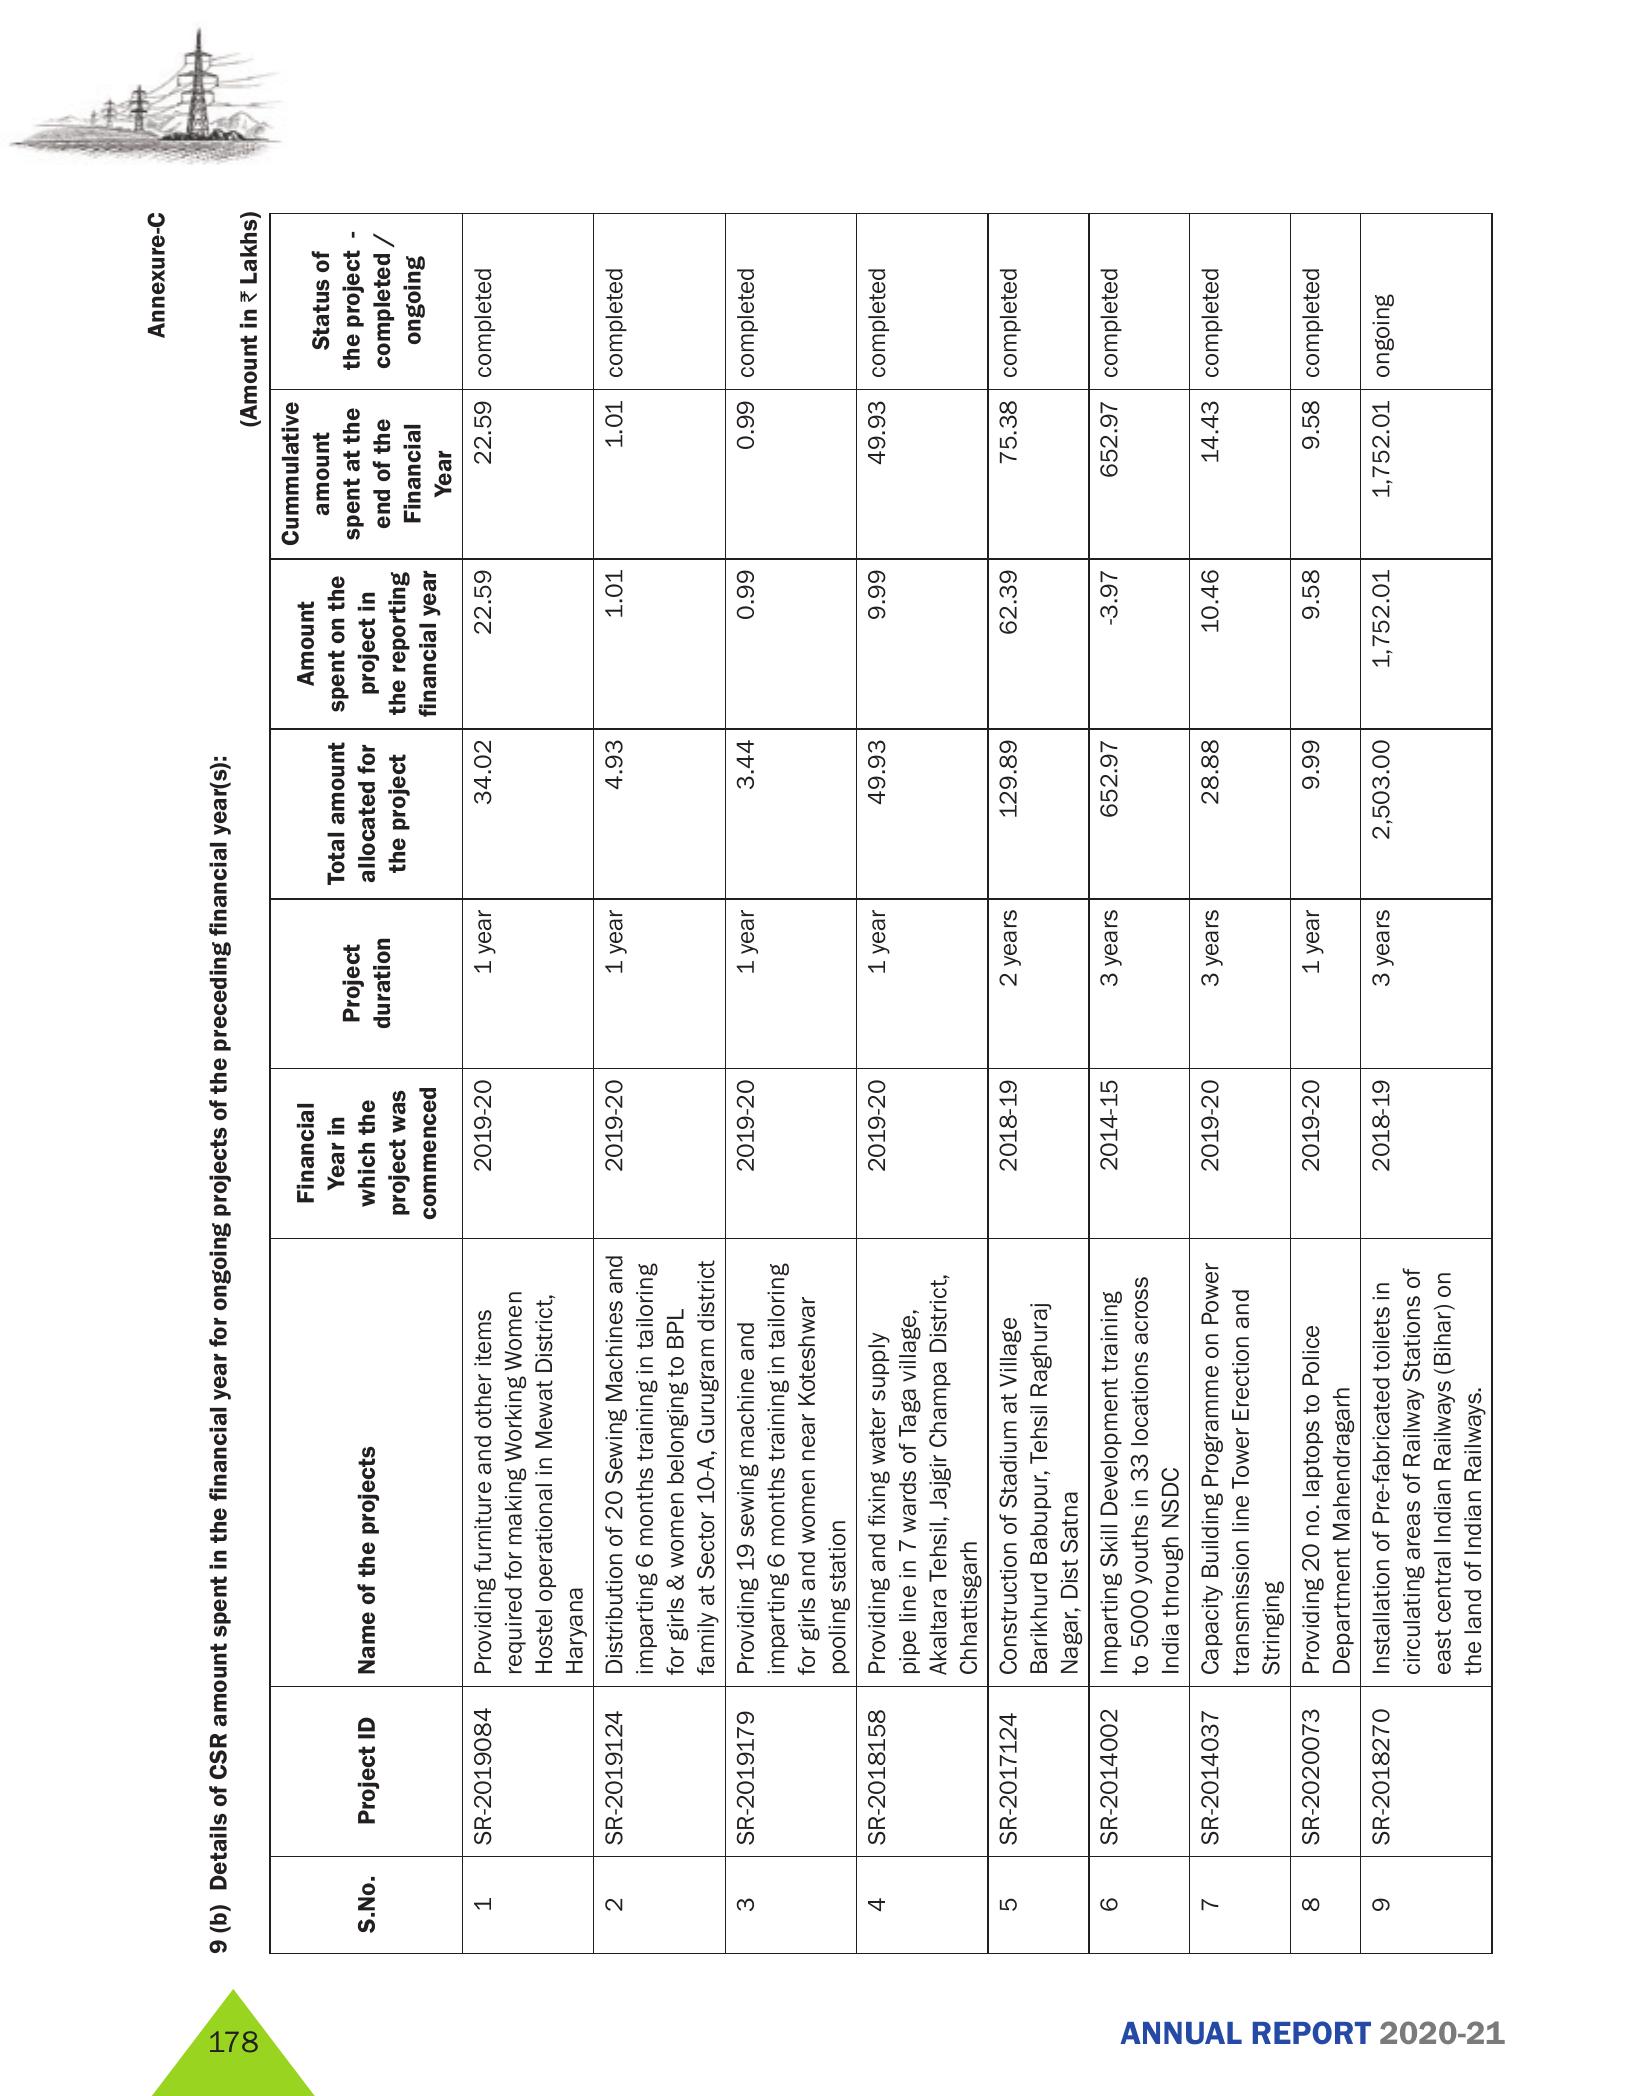 Annexure-C
9 (b) Details of CSR amount spent in the financial year for ongoing projects of the preceding financial year(s):
(Amount in ₹ Lakhs)
S.No.
Project ID
Name of the projects
Financial
Year in
which the
project was
commenced
Project
duration
Total amount
allocated for
the project
Amount
spent on the
project in
the reporting
financial year
Cummulative
amount
spent at the
end of the
Financial
Year
Status of
the project -
completed /
ongoing
1 SR-2019084 Providing furniture and other items 2019-20 1 year 34.02 22.59 22.59 completed
required for making Working Women
Hostel operational in Mewat District,
Haryana
2 SR-2019124 Distribution of 20 Sewing Machines and 2019-20 1 year 4.93 1.01 1.01 completed
imparting 6 months training in tailoring
for girls & women belonging to BPL
family at Sector 10-A, Gurugram district
3 SR-2019179 Providing 19 sewing machine and 2019-20 1 year 3.44 0.99 0.99 completed
imparting 6 months training in tailoring
for girls and women near Koteshwar
pooling station
4 SR-2018158 Providing and fixing water supply 2019-20 1 year 49.93 9.99 49.93 completed
pipe line in 7 wards of Taga village,
Akaltara Tehsil, Jajgir Champa District,
Chhattisgarh
5 SR-2017124 Construction of Stadium at Village 2018-19 2 years 129.89 62.39 75.38 completed
Barikhurd Babupur, Tehsil Raghuraj
Nagar, Dist Satna
6 SR-2014002 Imparting Skill Development training 2014-15 3 years 652.97 -3.97 652.97 completed
to 5000 youths in 33 locations across
India through NSDC
7 SR-2014037 Capacity Building Programme on Power 2019-20 3 years 28.88 10.46 14.43 completed
transmission line Tower Erection and
Stringing
8 SR-2020073 Providing 20 no. laptops to Police 2019-20 1 year 9.99 9.58 9.58 completed
Department Mahendragarh
9 SR-2018270 Installation of Pre-fabricated toilets in 2018-19 3 years 2,503.00 1,752.01 1,752.01 ongoing
circulating areas of Railway Stations of
east central Indian Railways (Bihar) on
the land of Indian Railways.
178
ANNUAL REPORT 2020-21